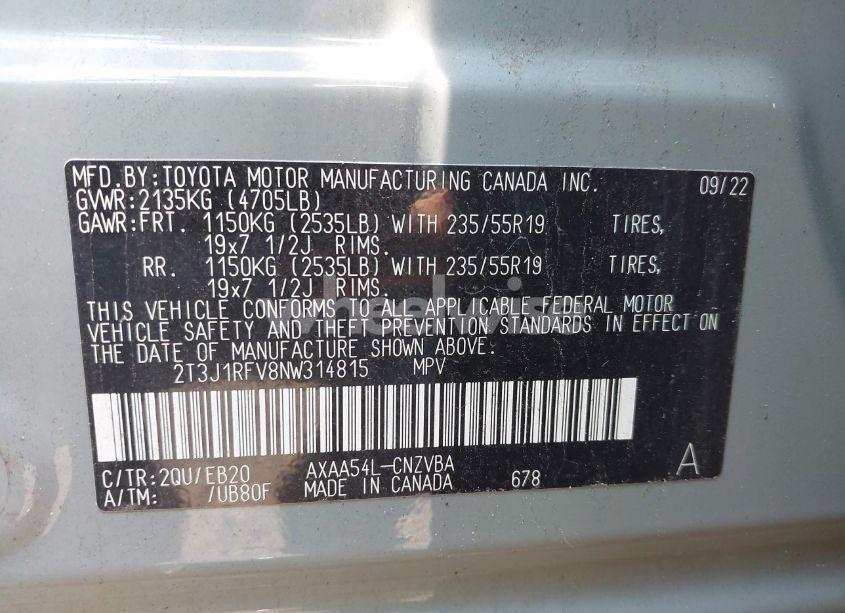 MFD.BY:TOYOTA MOTOR MANUFACTURING CANADA INC. 09/22
GVWR:2135KG (4705LB)
GAWR:FRT. 1150KG (2535LB) WITH 235/55R19 TIRES,
19x7 1/2J RIMS.
RR. 1150KG (2535LB) WITH 235/55R19 TIRES,
19x7 1/2J RIMS.
THIS VEHICLE CONFORMS TO ALL APPLICABLE FEDERAL MOTOR
VEHICLE SAFETY AND THEFT PREVENTION STANDARDS IN EFFECT ON
THE DATE OF MANUFACTURE SHOWN ABOVE.
2T3J1RFV8NW314815 MPV
C/TR:2QU/EB20 AXAA54L-CNZVBA A
A/TM: /UB80F MADE IN CANADA 678